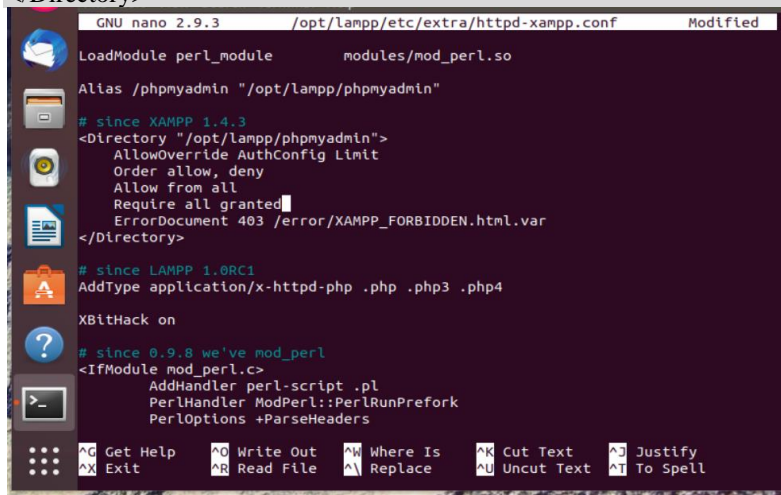 </Directory>
GNU nano 2.9.3 /opt/lampp/etc/extra/httpd-xampp.conf Modified
LoadModule perl_module modules/mod_perl.so
Alias /phpmyadmin "/opt/lampp/phpmyadmin"
# since XAMPP 1.4.3
<Directory "/opt/lampp/phpmyadmin">
AllowOverride AuthConfig Limit
Order allow, deny
Allow from all
Require all granted
ErrorDocument 403 /error/XAMPP_FORBIDDEN.html.var
</Directory>
# since LAMPP 1.0RC1
AddType application/x-httpd-php .php .php3 .php4
XBitHack on
# since 0.9.8 we've mod_perl
<IfModule mod_perl.c>
AddHandler perl-script .pl
PerlHandler ModPerl::PerlRunPrefork
PerlOptions +ParseHeaders
^G Get Help ^O Write Out ^W Where Is ^K Cut Text ^J Justify
^X Exit ^R Read File ^\ Replace ^U Uncut Text ^T To Spell